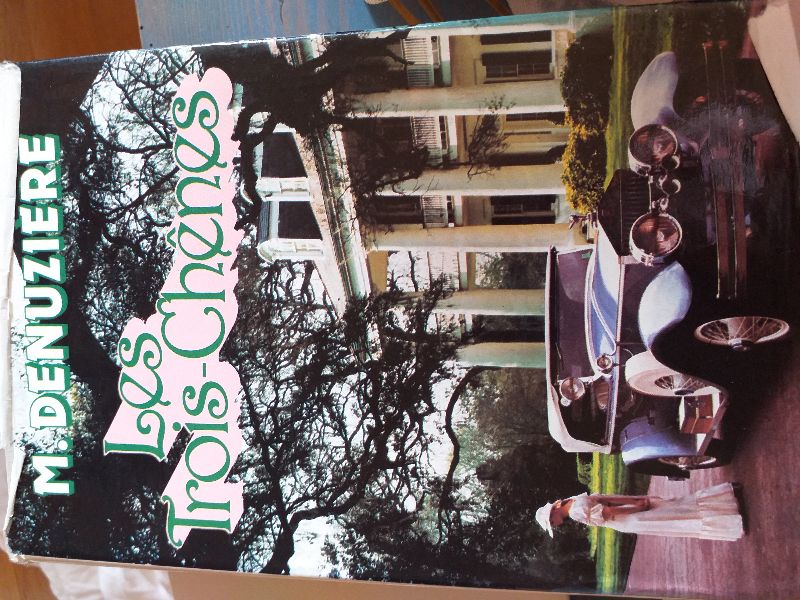 M. DENUZIERE
Les
Trois-Chênes